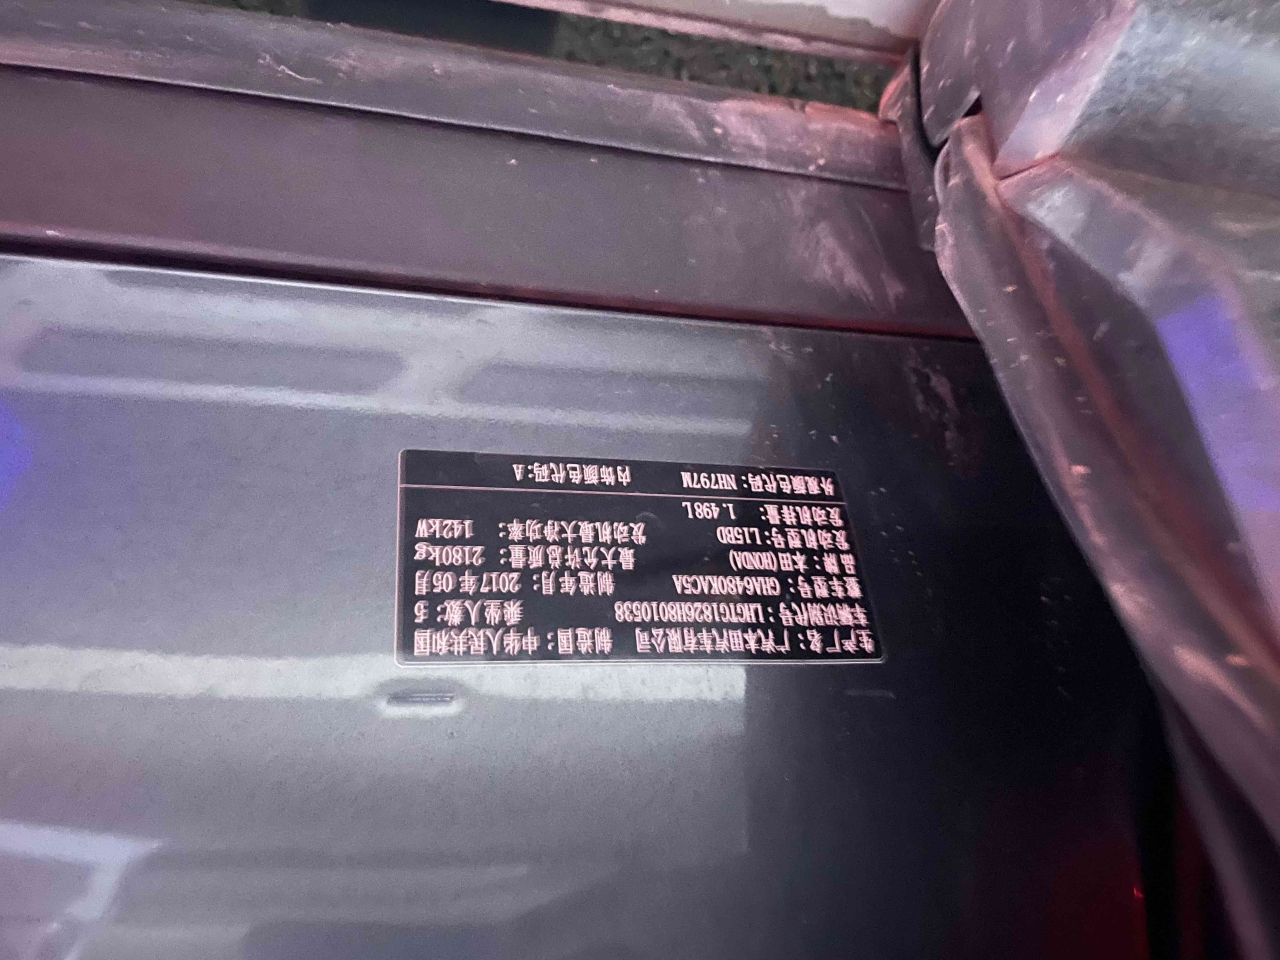 生产厂名：广汽本田汽车有限公司 制造国：中华人民共和国
车辆识别代号：LHGTG1826H8010538 乘坐人数：5
整车型号：GHA6480KAC5A 制造年月：2017年05月
品牌：本田(HONDA) 最大允许总质量：2180kg
发动机型号：L15BD 发动机最大净功率：142kW
发动机排量：1.498L
外观颜色代码：NH797M 内饰颜色代码：A